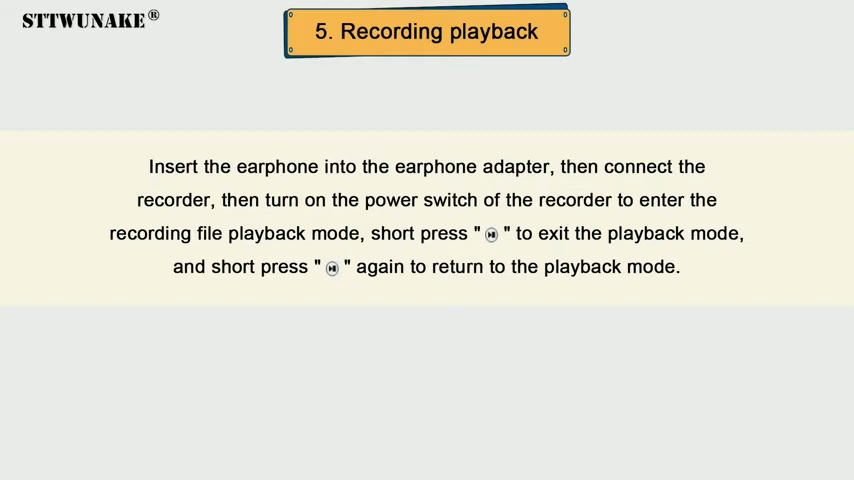 STTWUNAKE®
5. Recording playback
Insert the earphone into the earphone adapter, then connect the
recorder, then turn on the power switch of the recorder to enter the
recording file playback mode, short press " ⏯ " to exit the playback mode,
and short press " ⏯ " again to return to the playback mode.